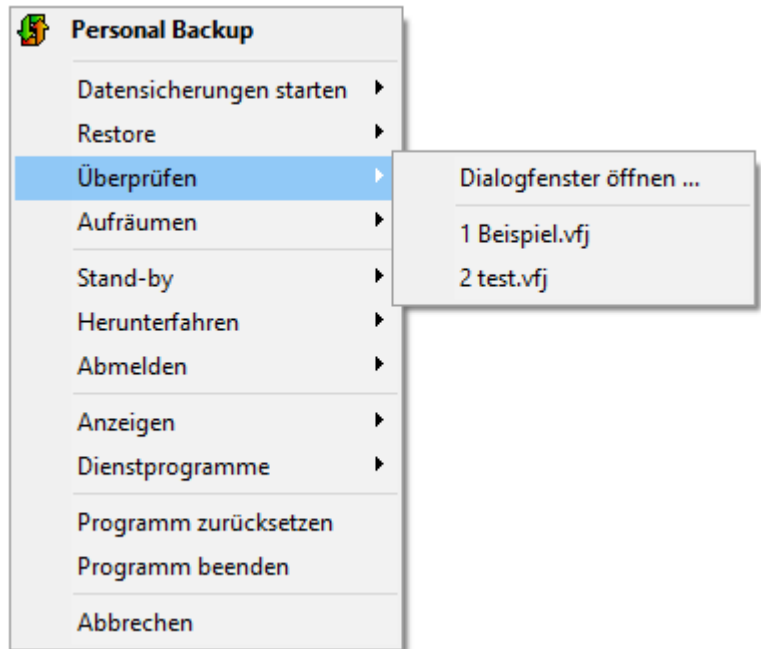 Personal Backup
Datensicherungen starten
Restore
Überprüfen
Dialogfenster öffnen ...
1 Beispiel.vfj
2 test.vfj
Aufräumen
Stand-by
Herunterfahren
Abmelden
Anzeigen
Dienstprogramme
Programm zurücksetzen
Programm beenden
Abbrechen